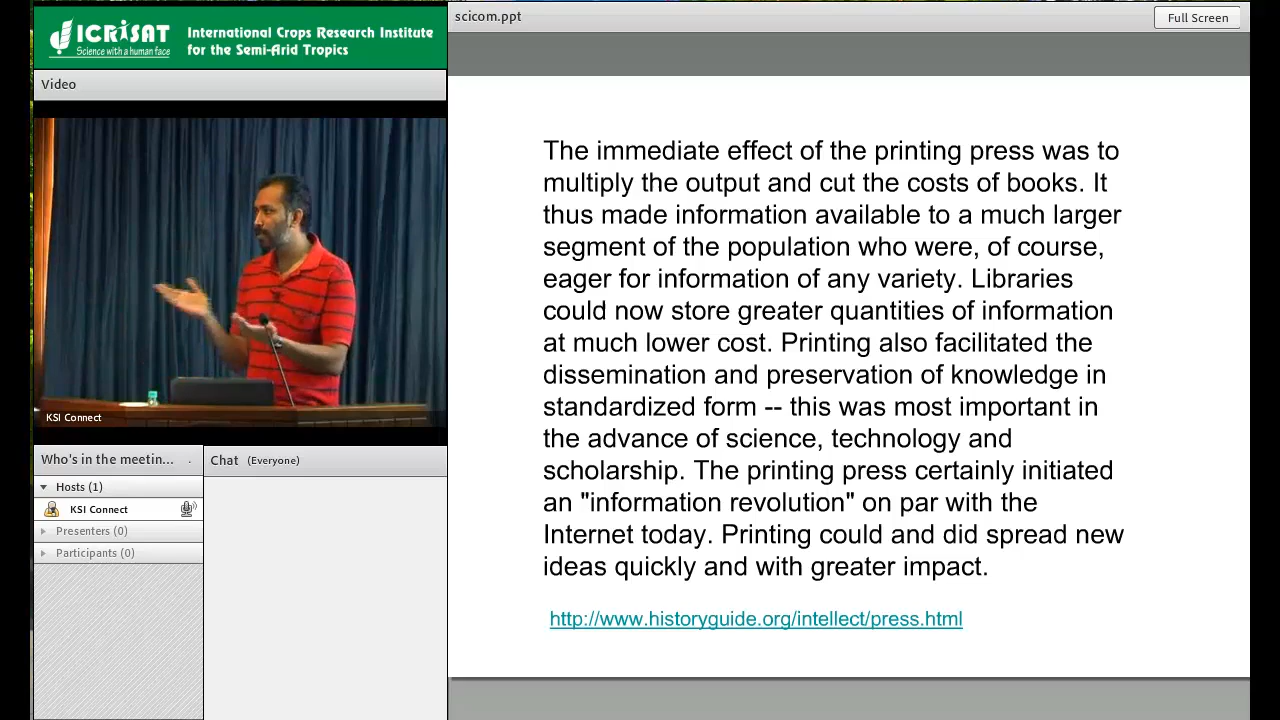 ICRISAT
Science with a human face
International Crops Research Institute
for the Semi-Arid Tropics
Video
KSI Connect
Who's in the meetin...
Hosts (1)
KSI Connect
Presenters (0)
Participants (0)
Chat (Everyone)
scicom.ppt
Full Screen
The immediate effect of the printing press was to
multiply the output and cut the costs of books. It
thus made information available to a much larger
segment of the population who were, of course,
eager for information of any variety. Libraries
could now store greater quantities of information
at much lower cost. Printing also facilitated the
dissemination and preservation of knowledge in
standardized form -- this was most important in
the advance of science, technology and
scholarship. The printing press certainly initiated
an "information revolution" on par with the
Internet today. Printing could and did spread new
ideas quickly and with greater impact.
http://www.historyguide.org/intellect/press.html